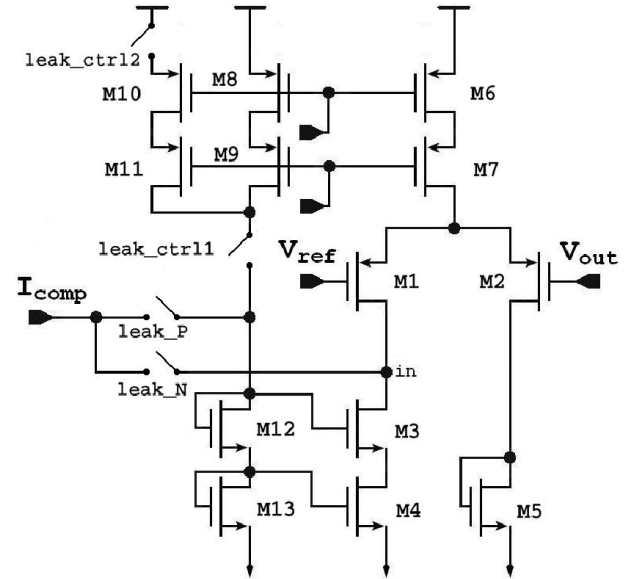 leak_ctrl2
M10
M8
M6
M11
M9
M7
leak_ctrl1
Vref
Vout
M1
M2
Icomp
leak_P
leak_N
in
M12
M3
M13
M4
M5